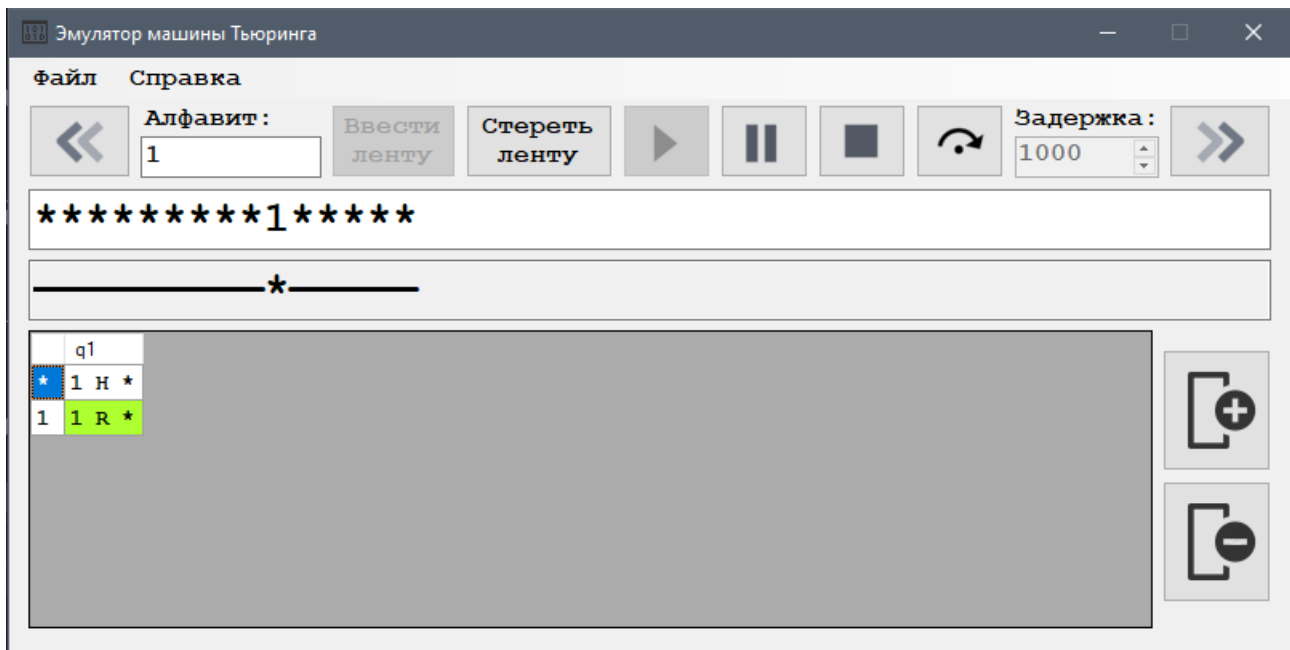 Эмулятор машины Тьюринга
Файл Справка
Алфавит:
1
Ввести ленту
Стереть ленту
Задержка:
1000
*********1*****
—————————*—————
q1
* 1 H *
1 1 R *